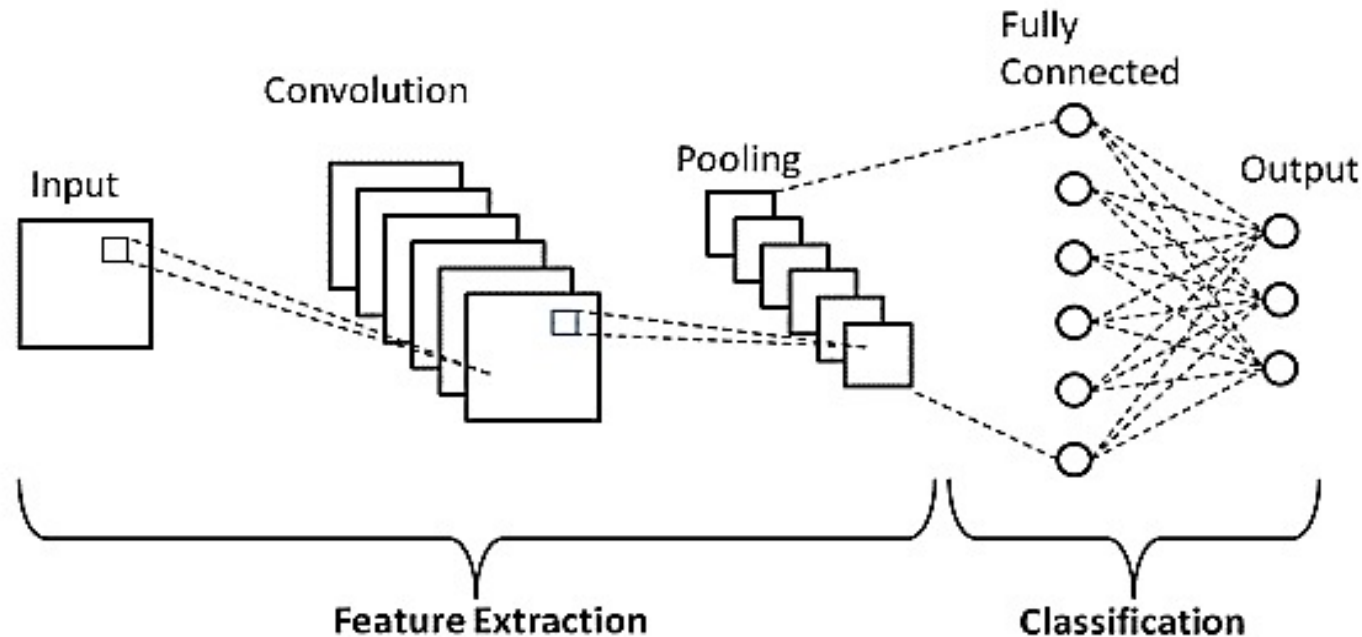 Fully
Connected
Convolution
Pooling
Output
Input
Feature Extraction
Classification